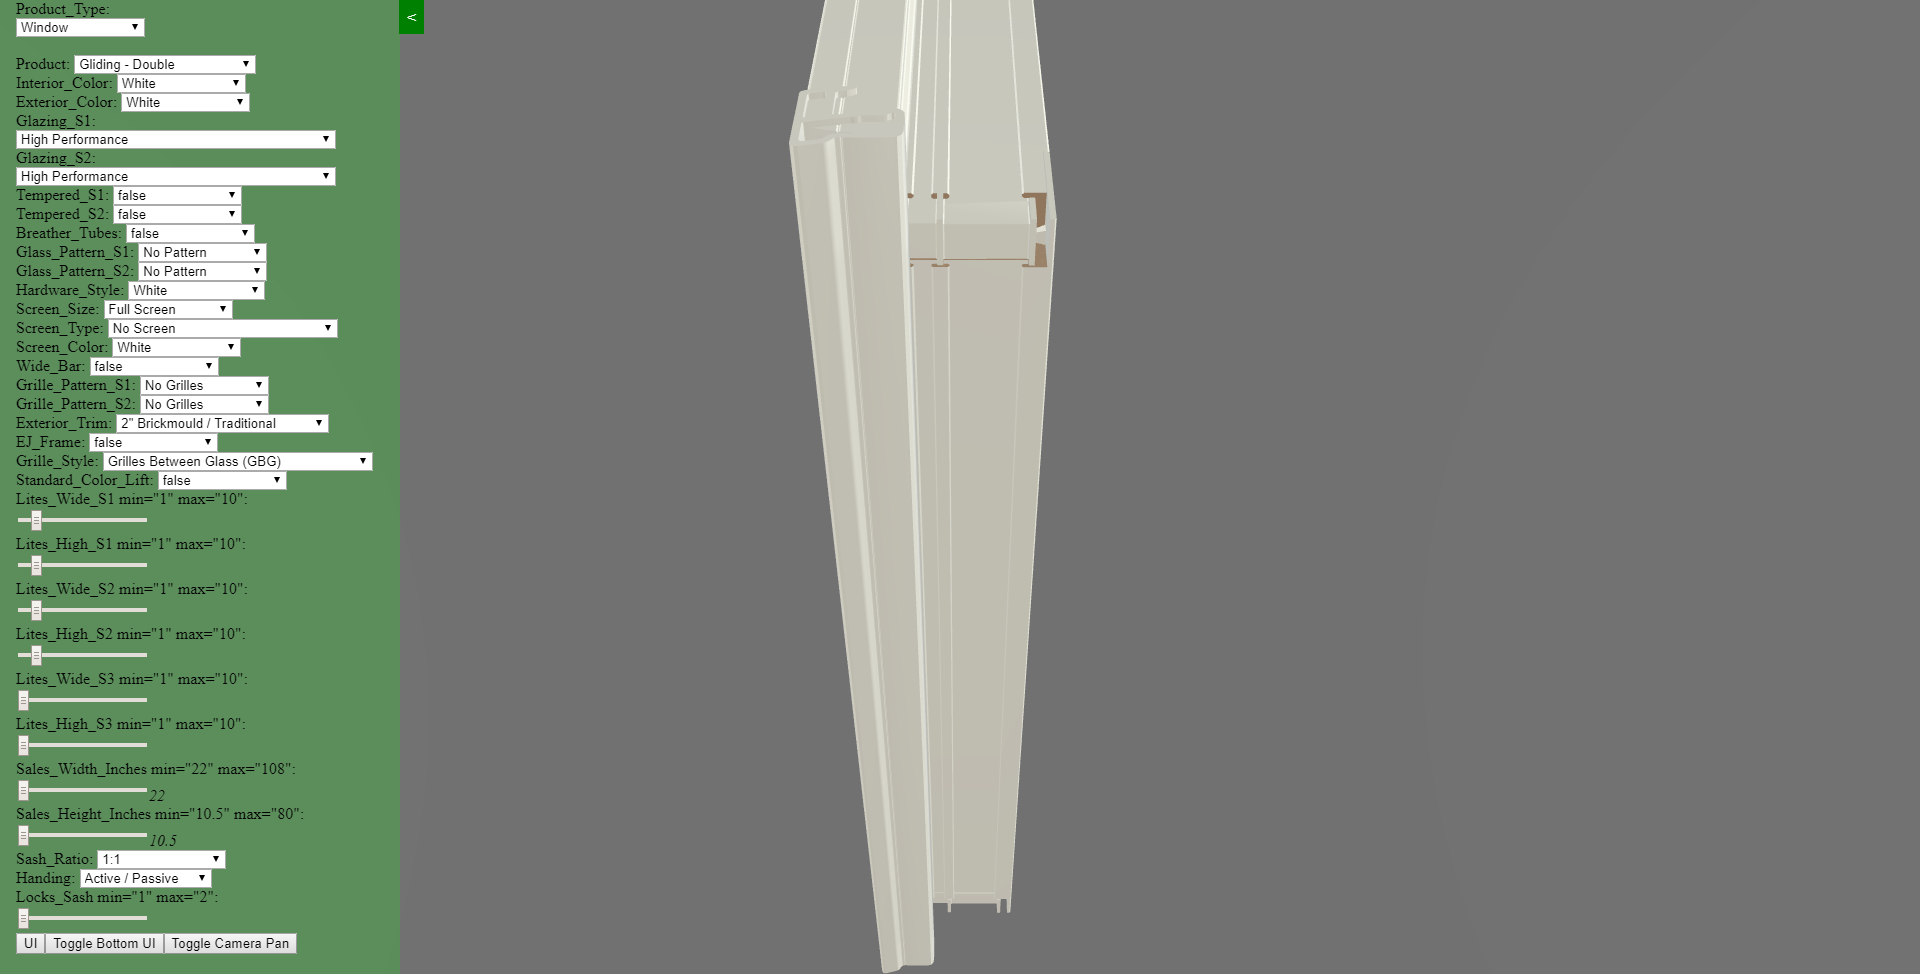 Product_Type:
Window
<
Product: Gliding - Double
Interior_Color: White
Exterior_Color: White
Glazing_S1:
High Performance
Glazing_S2:
High Performance
Tempered_S1: false
Tempered_S2: false
Breather_Tubes: false
Glass_Pattern_S1: No Pattern
Glass_Pattern_S2: No Pattern
Hardware_Style: White
Screen_Size: Full Screen
Screen_Type: No Screen
Screen_Color: White
Wide_Bar: false
Grille_Pattern_S1: No Grilles
Grille_Pattern_S2: No Grilles
Exterior_Trim: 2" Brickmould / Traditional
EJ_Frame: false
Grille_Style: Grilles Between Glass (GBG)
Standard_Color_Lift: false
Lites_Wide_S1 min="1" max="10":
Lites_High_S1 min="1" max="10":
Lites_Wide_S2 min="1" max="10":
Lites_High_S2 min="1" max="10":
Lites_Wide_S3 min="1" max="10":
Lites_High_S3 min="1" max="10":
Sales_Width_Inches min="22" max="108":
22
Sales_Height_Inches min="10.5" max="80":
10.5
Sash_Ratio: 1:1
Handing: Active / Passive
Locks_Sash min="1" max="2":
UI Toggle Bottom UI Toggle Camera Pan